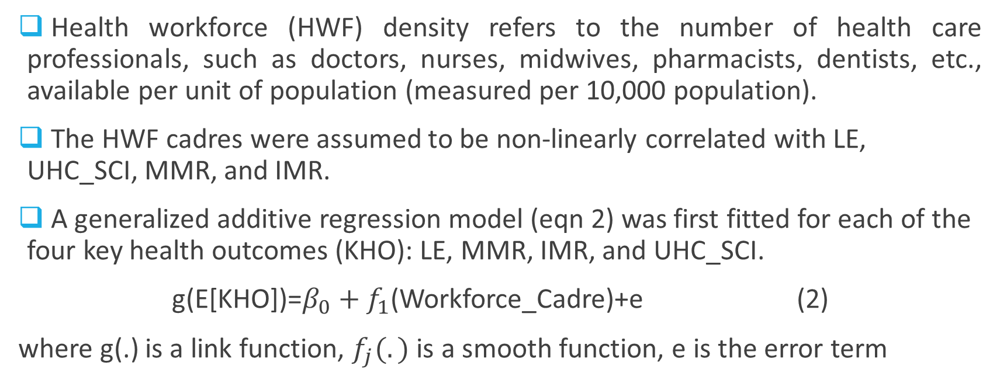 ❑ Health workforce (HWF) density refers to the number of health care
professionals, such as doctors, nurses, midwives, pharmacists, dentists, etc.,
available per unit of population (measured per 10,000 population).
❑ The HWF cadres were assumed to be non-linearly correlated with LE,
UHC_SCI, MMR, and IMR.
❑ A generalized additive regression model (eqn 2) was first fitted for each of the
four key health outcomes (KHO): LE, MMR, IMR, and UHC_SCI.
g(E[KHO])=β₀ + f₁(Workforce_Cadre)+e (2)
where g(.) is a link function, fⱼ(.) is a smooth function, e is the error term